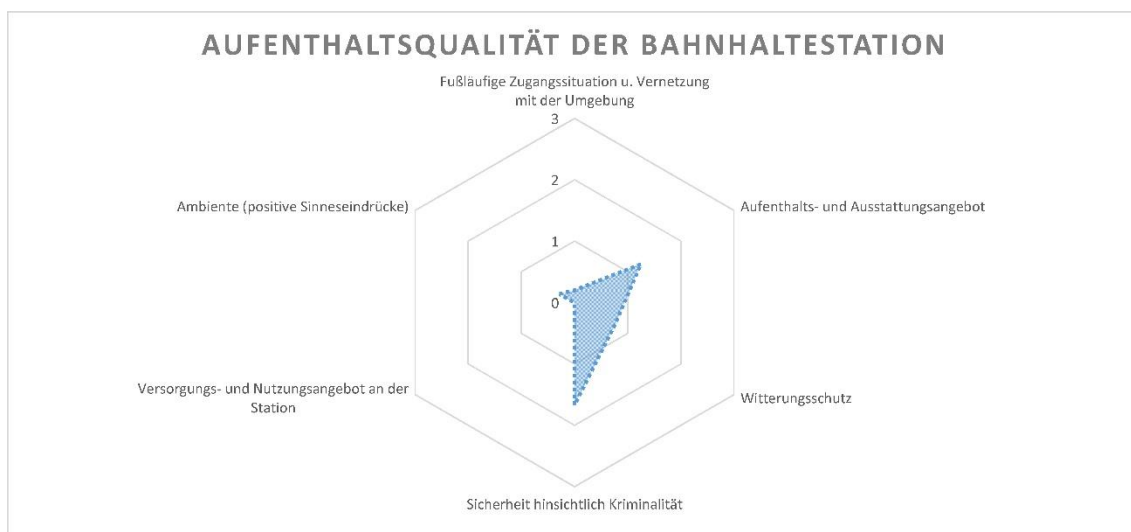 AUFENTHALTSQUALITÄT DER BAHNHALTESTATION
Fußläufige Zugangssituation u. Vernetzung
mit der Umgebung
3
2
Ambiente (positive Sinneseindrücke)
Aufenthalts- und Ausstattungsangebot
1
0
Versorgungs- und Nutzungsangebot an der
Station
Witterungsschutz
Sicherheit hinsichtlich Kriminalität